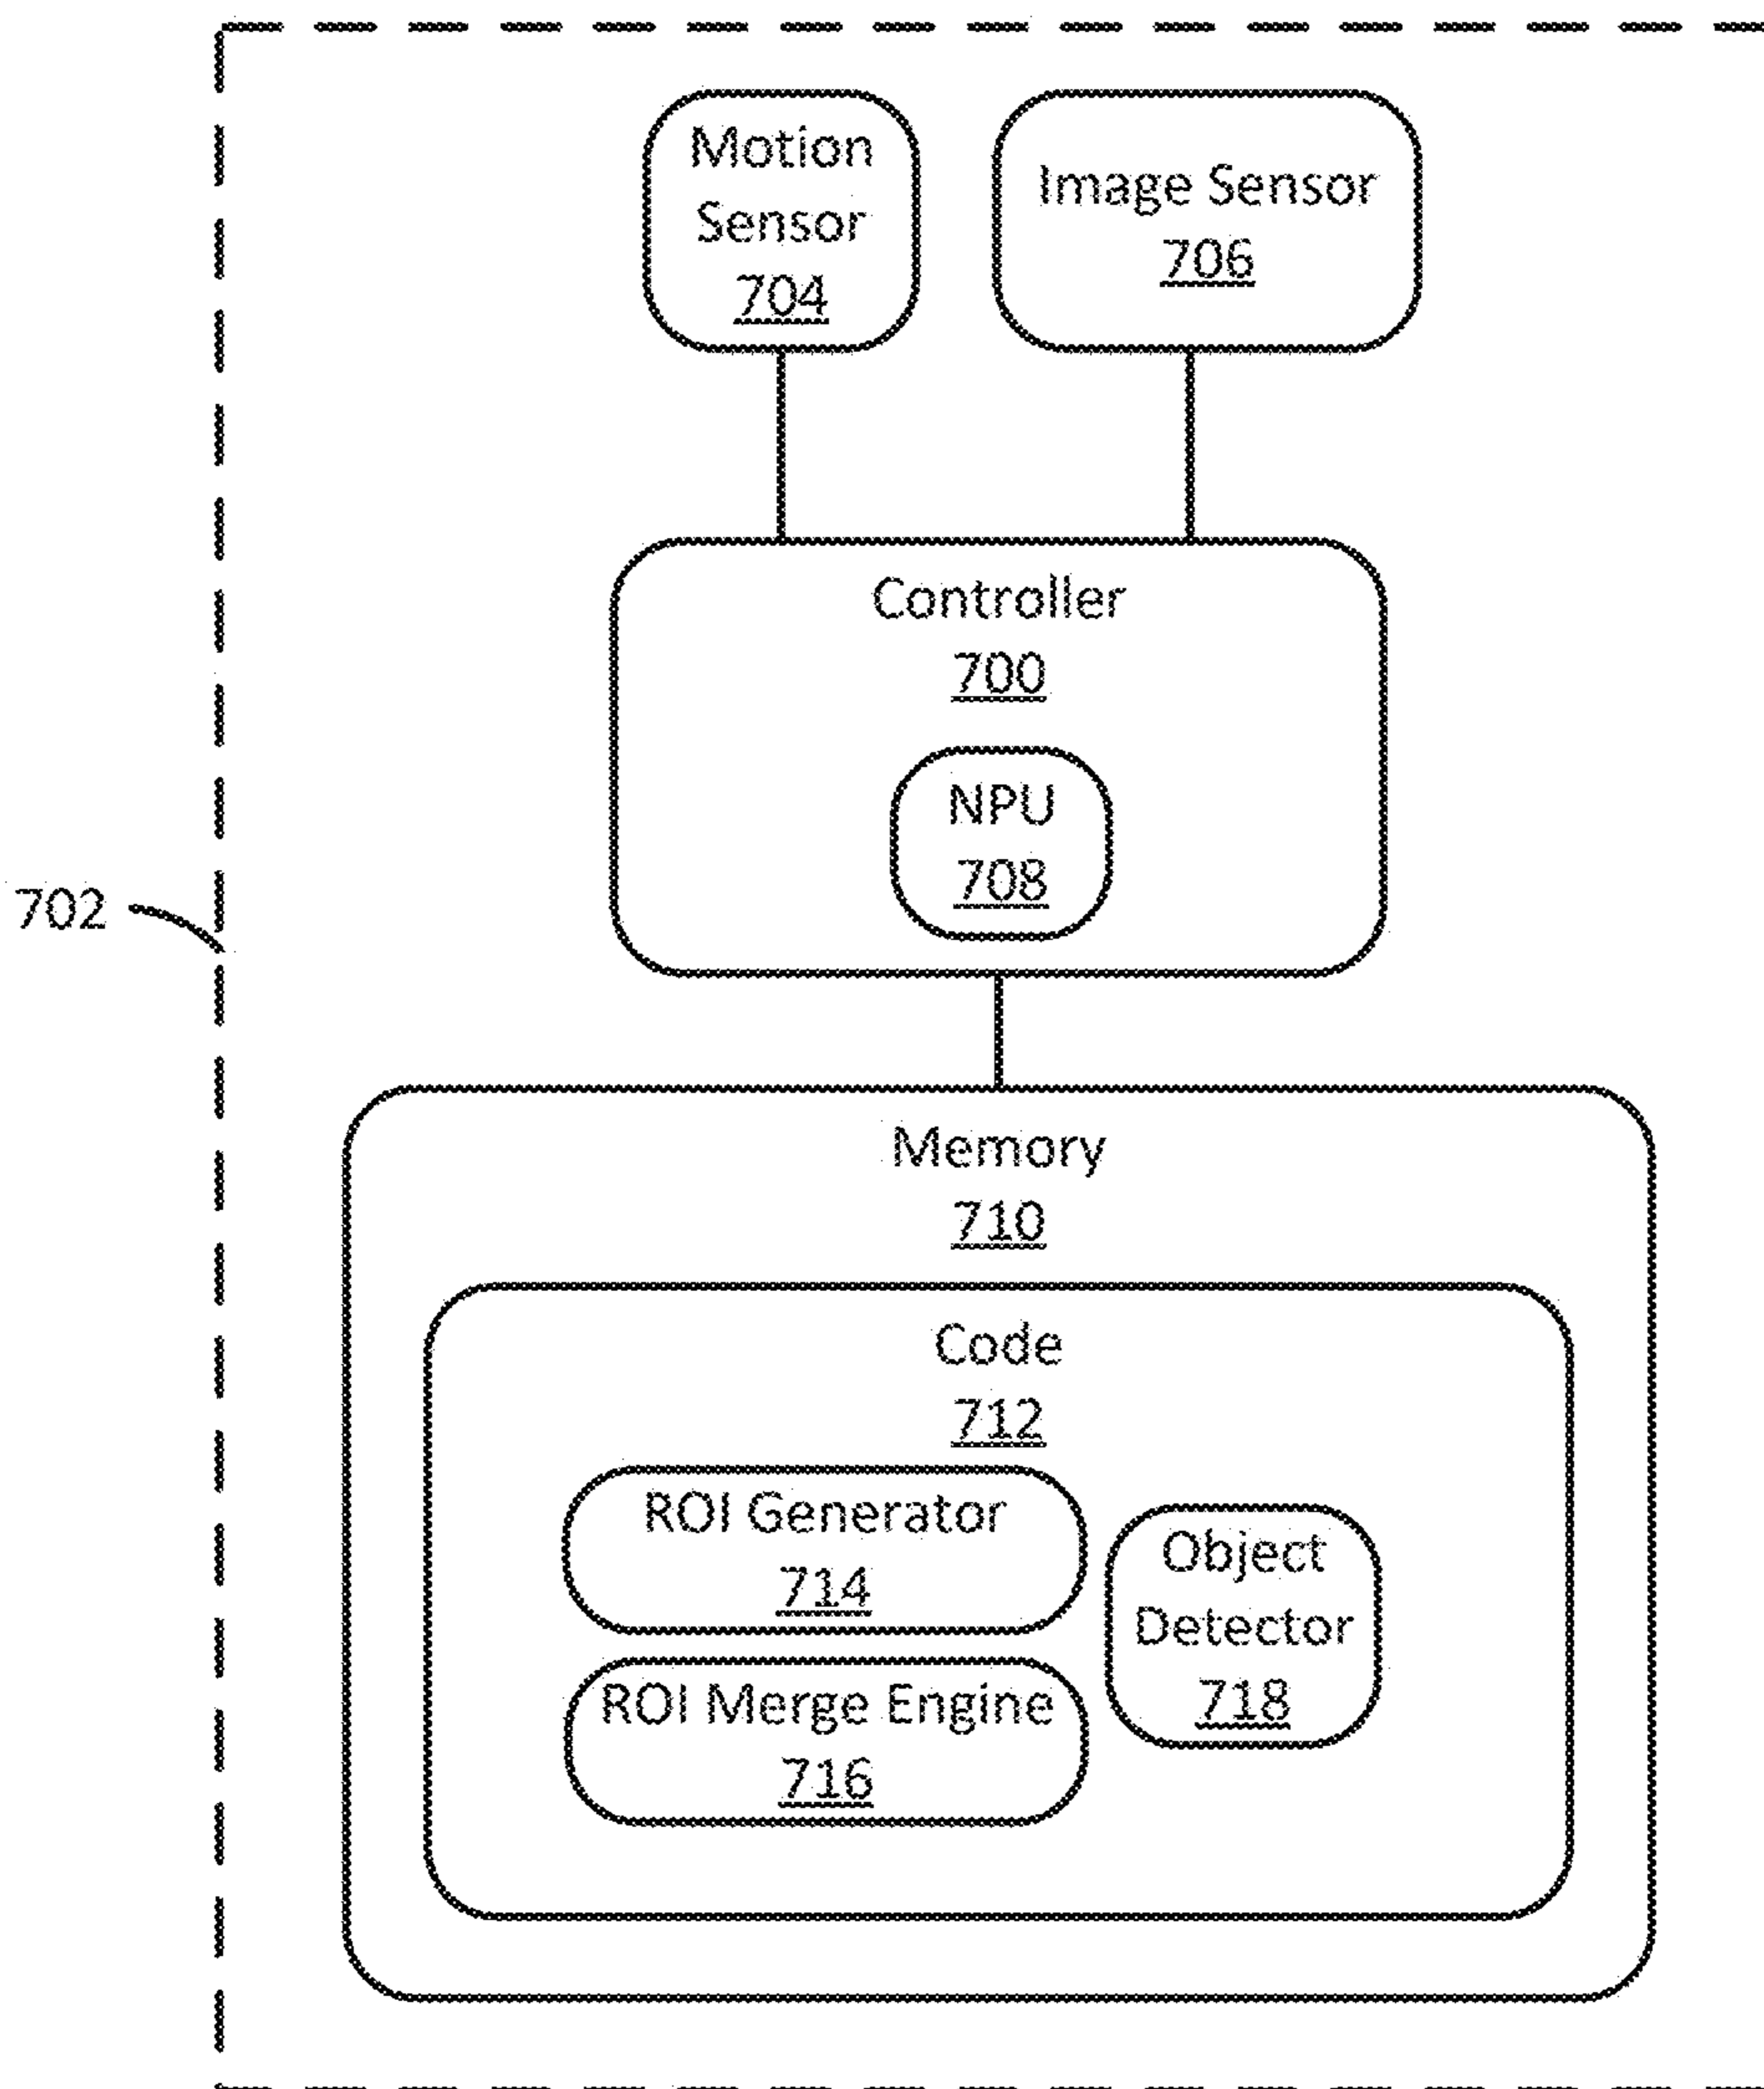 Motion
Sensor
704
Image Sensor
706
Controller
700
NPU
708
702
Memory
710
Code
712
ROI Generator
714
Object
Detector
718
ROI Merge Engine
716